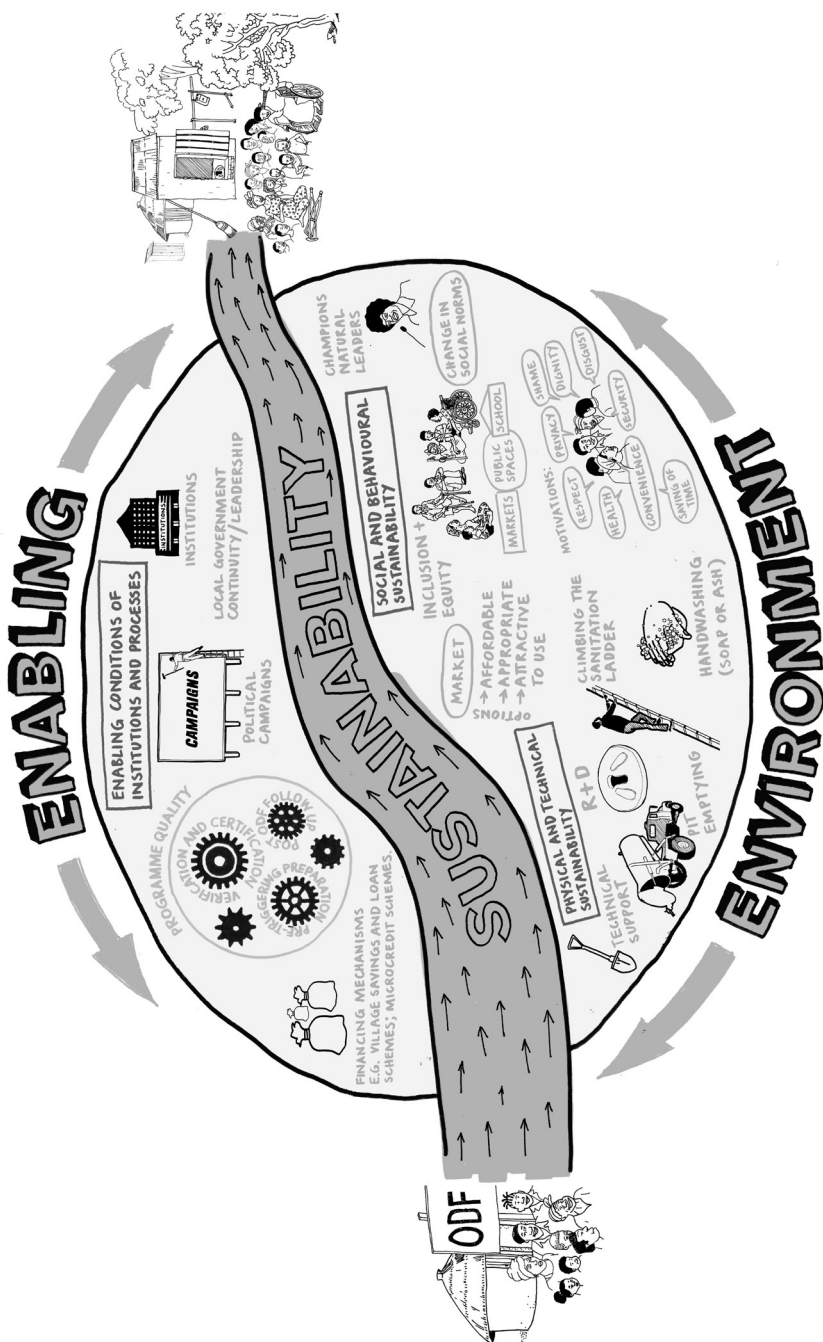 ENABLING
ENVIRONMENT
ODF
SUSTAINABILITY
ENABLING CONDITIONS OF
INSTITUTIONS AND PROCESSES
PROGRAMME QUALITY
VERIFICATION AND CERTIFICATION
PRE-TRIGGERING PREPARATION
POST ODF FOLLOW UP
FINANCING MECHANISMS
E.G. VILLAGE SAVINGS AND LOAN
SCHEMES; MICROCREDIT SCHEMES.
CAMPAIGNS
POLITICAL
CAMPAIGNS
INSTITUTIONS
INSTITUTIONS
LOCAL GOVERNMENT
CONTINUITY/LEADERSHIP
PHYSICAL AND TECHNICAL
SUSTAINABILITY
TECHNICAL
SUPPORT
R+D
PIT
EMPTYING
MARKET
OPTIONS
→ AFFORDABLE
→ APPROPRIATE
→ ATTRACTIVE
TO USE
CLIMBING THE
SANITATION
LADDER
HANDWASHING
(SOAP OR ASH)
SOCIAL AND BEHAVIOURAL
SUSTAINABILITY
INCLUSION+
EQUITY
MARKETS
PUBLIC
SPACES
SCHOOL
CHAMPIONS
NATURAL
LEADERS
CHANGE IN
SOCIAL NORMS
MOTIVATIONS:
RESPECT
PRIVACY
SHAME
DIGNITY
DISGUST
HEALTH
CONVENIENCE
SECURITY
SAVING OF
TIME